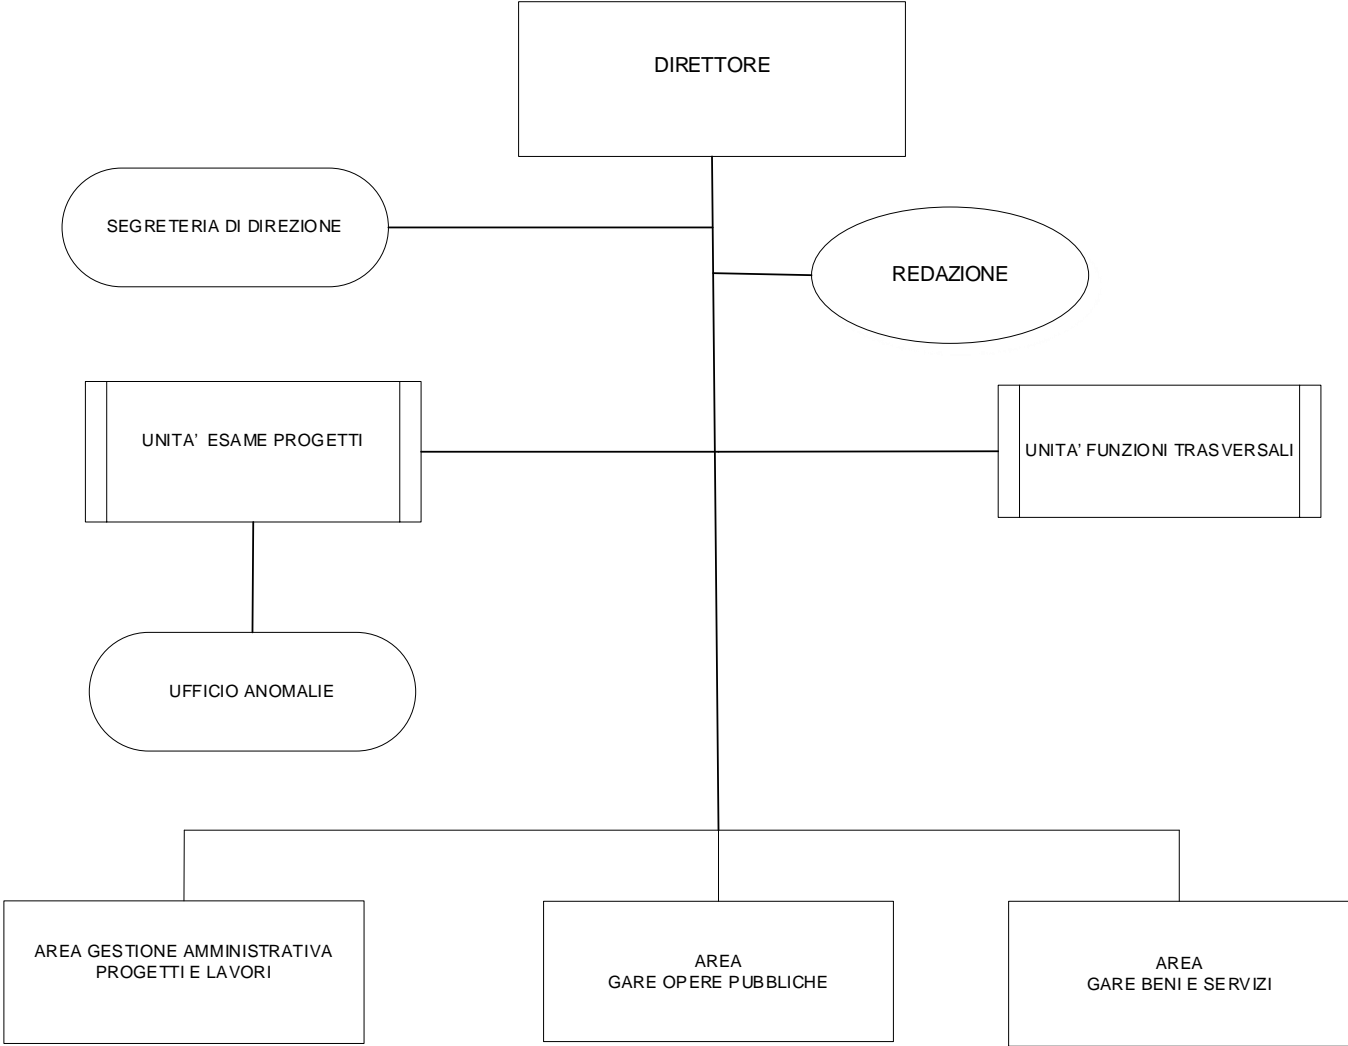 DIRETTORE
SEGRETERIA DI DIREZIONE
REDAZIONE
UNITA' ESAME PROGETTI
UNITA' FUNZIONI TRASVERSALI
UFFICIO ANOMALIE
AREA GESTIONE AMMINISTRATIVA
PROGETTI E LAVORI
AREA
GARE OPERE PUBBLICHE
AREA
GARE BENI E SERVIZI